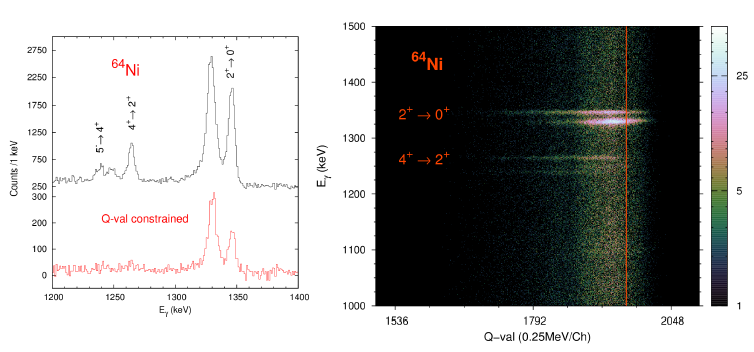 2750
2250
1750
1250
750
250
300
200
100
0
Counts /1 keV
⁶⁴Ni
5→4⁺
4⁺→2⁺
2⁺→0⁺
Q-val constrained
1200 1250 1300 1350 1400
Eγ (keV)
1500
1400
1300
1200
1100
1000
Eγ (keV)
⁶⁴Ni
2⁺→0⁺
4⁺→2⁺
1536 1792 2048
Q-val (0.25MeV/Ch)
25
5
1